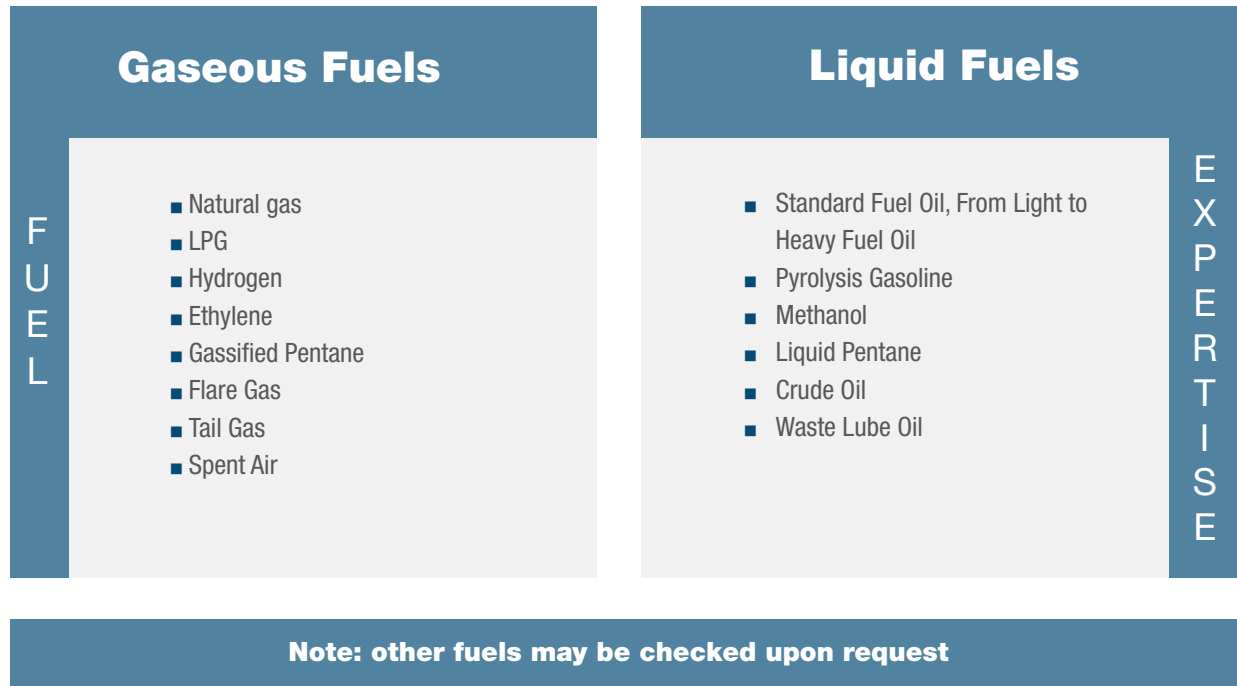 Gaseous Fuels
FUEL
■ Natural gas
■ LPG
■ Hydrogen
■ Ethylene
■ Gassified Pentane
■ Flare Gas
■ Tail Gas
■ Spent Air
Liquid Fuels
■ Standard Fuel Oil, From Light to
Heavy Fuel Oil
■ Pyrolysis Gasoline
■ Methanol
■ Liquid Pentane
■ Crude Oil
■ Waste Lube Oil
EXPERTISE
Note: other fuels may be checked upon request